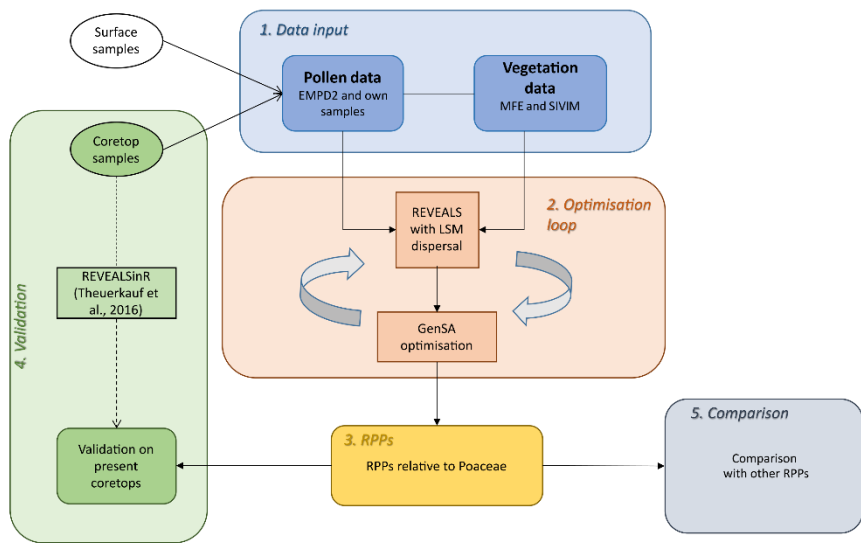 Surface
samples
1. Data input
Pollen data
EMPD2 and own
samples
Vegetation
data
MFE and SIVIM
Coretop
samples
2. Optimisation
loop
REVEALS
with LSM
dispersal
REVEALSinR
(Theuerkauf et
al., 2016)
4. Validation
GenSA
optimisation
3. RPPs
RPPs relative to Poaceae
Validation on
present
coretops
5. Comparison
Comparison
with other RPPs